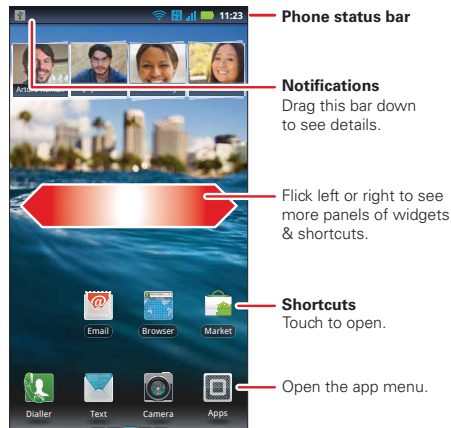 11:23
Phone status bar
Notifications
Drag this bar down
to see details.
Flick left or right to see
more panels of widgets
& shortcuts.
Email
Browser
Market
Shortcuts
Touch to open.
Dialler
Text
Camera
Apps
Open the app menu.